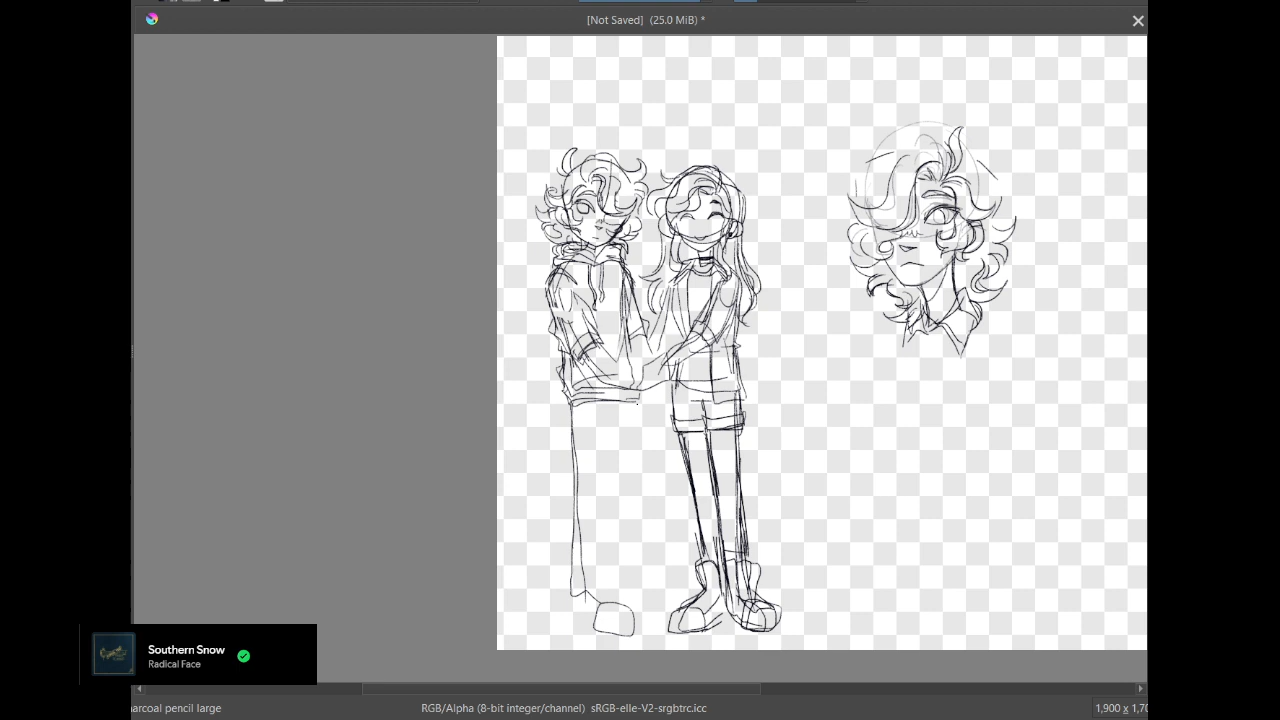 [Not Saved] (25.0 MiB) *
Southern Snow
Radical Face
arcoal pencil large
RGB/Alpha (8-bit integer/channel) sRGB-elle-V2-srgbtrc.icc
1,900 x 1,70